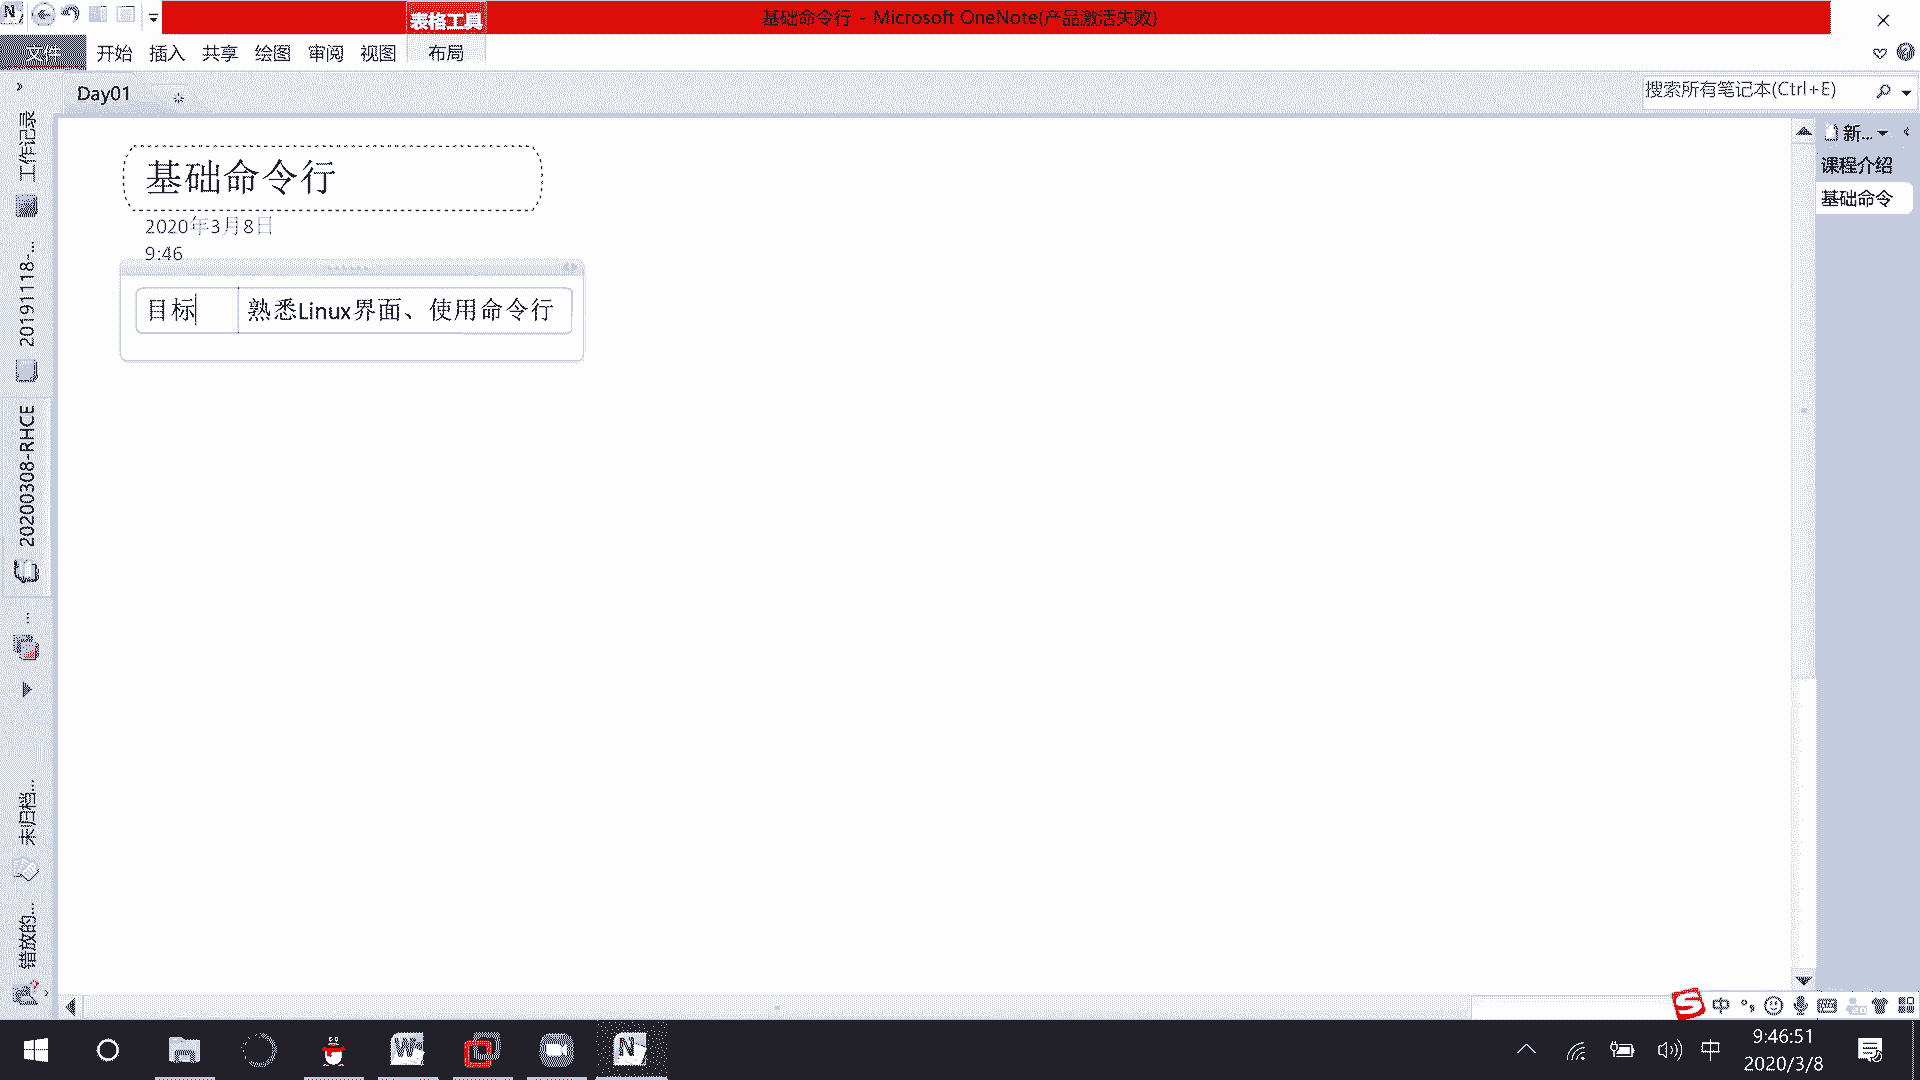 表格工具
基础命令行 - Microsoft OneNote(产品激活失败)
文件 开始 插入 共享 绘图 审阅 视图 布局
Day01
搜索所有笔记本(Ctrl+E)
新...
课程介绍
基础命令
工作记录
20191118-...
20200308-RHCE
...
未归档...
错放的...
基础命令行
2020年3月8日
9:46
目标 熟悉Linux界面、使用命令行
中
中
9:46:51
2020/3/8